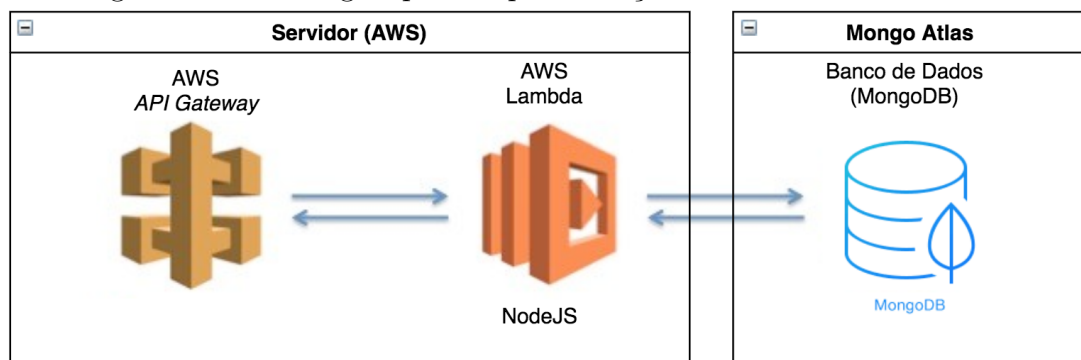 Servidor (AWS)
Mongo Atlas
AWS
API Gateway
AWS
Lambda
NodeJS
Banco de Dados
(MongoDB)
MongoDB